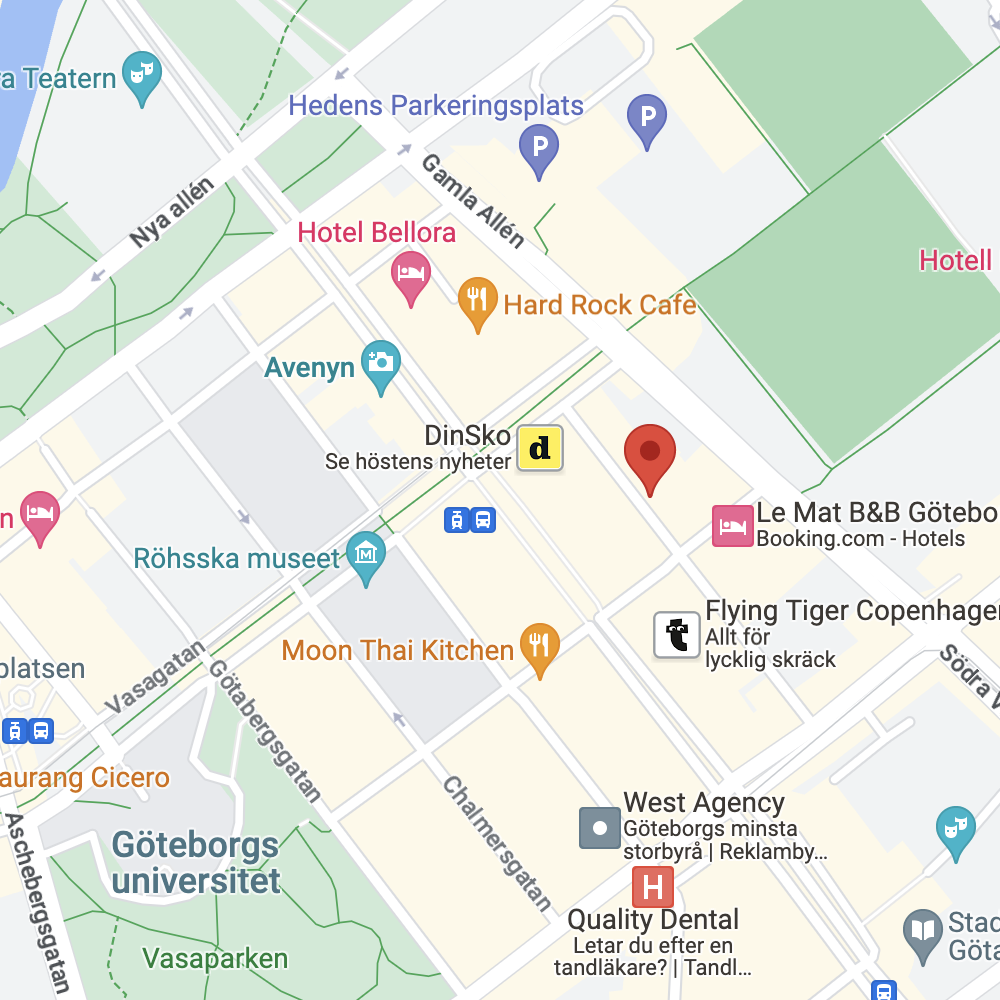 ra Teatern
Hedens Parkeringsplats
P
P
Gamla Allén
Nya allén
Hotel Bellora
Hotell
Hard Rock Cafe
Avenyn
DinSko
Se höstens nyheter
d
n
Le Mat B&B Götebo
Booking.com - Hotels
Röhsska museet
M
Flying Tiger Copenhagen
Allt för
lycklig skräck
t
Moon Thai Kitchen
platsen
Vasagatan
Götabergsgatan
Södra V
aurang Cicero
Chalmersgatan
West Agency
Göteborgs minsta
storbyrå | Reklamby...
Aschebergsgatan
Göteborgs
universitet
H
Quality Dental
Letar du efter en
tandläkare? | Tandl...
Stad
Göta
Vasaparken